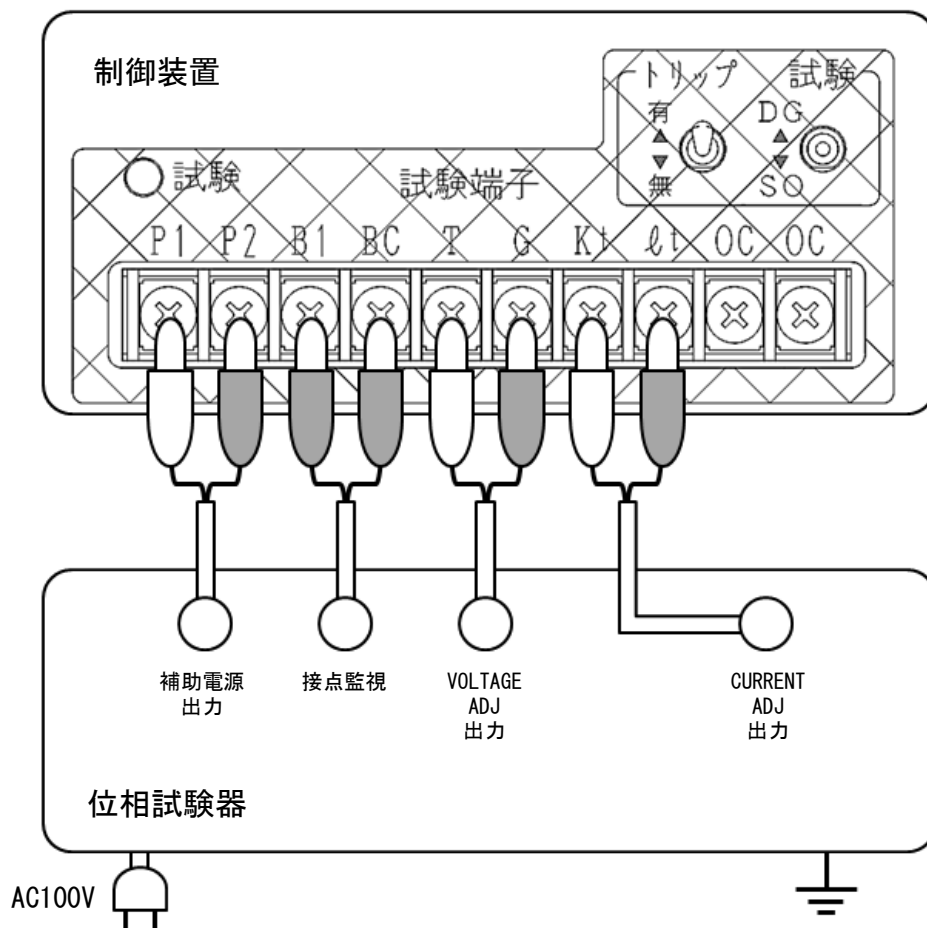 制御装置
トリップ 試験
有 DG
無 SO
試験 試験端子
P1 P2 B1 BC T G Kt ℓt OC OC
補助電源
出力
接点監視
VOLTAGE
ADJ
出力
CURRENT
ADJ
出力
位相試験器
AC100V